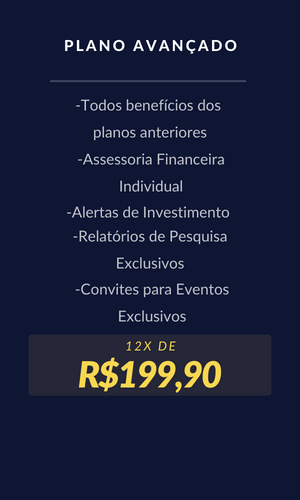 PLANO AVANÇADO
-Todos benefícios dos
planos anteriores
-Assessoria Financeira
Individual
-Alertas de Investimento
-Relatórios de Pesquisa
Exclusivos
-Convites para Eventos
Exclusivos
12X DE
R$199,90